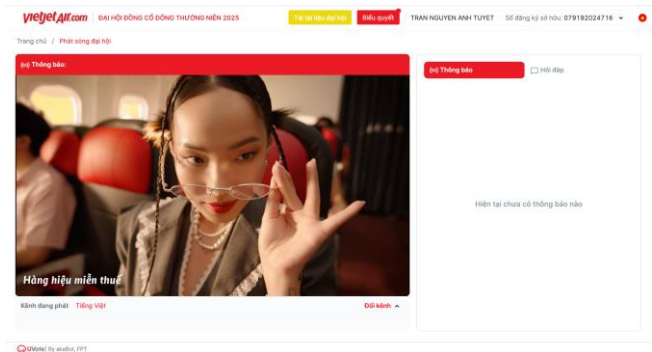 vietjetAir.com
ĐẠI HỘI ĐỒNG CỔ ĐÔNG THƯỜNG NIÊN 2025
Tải tài liệu đại hội
Biểu quyết
TRAN NGUYEN ANH TUYET
Số đăng ký sở hữu: 079192024716
Trang chủ / Phát sóng đại hội
Thông báo:
Hàng hiệu miễn thuế
Kênh đang phát Tiếng Việt
Đổi kênh
Thông báo
Hỏi đáp
Hiện tại chưa có thông báo nào
UVote| By akaBot, FPT